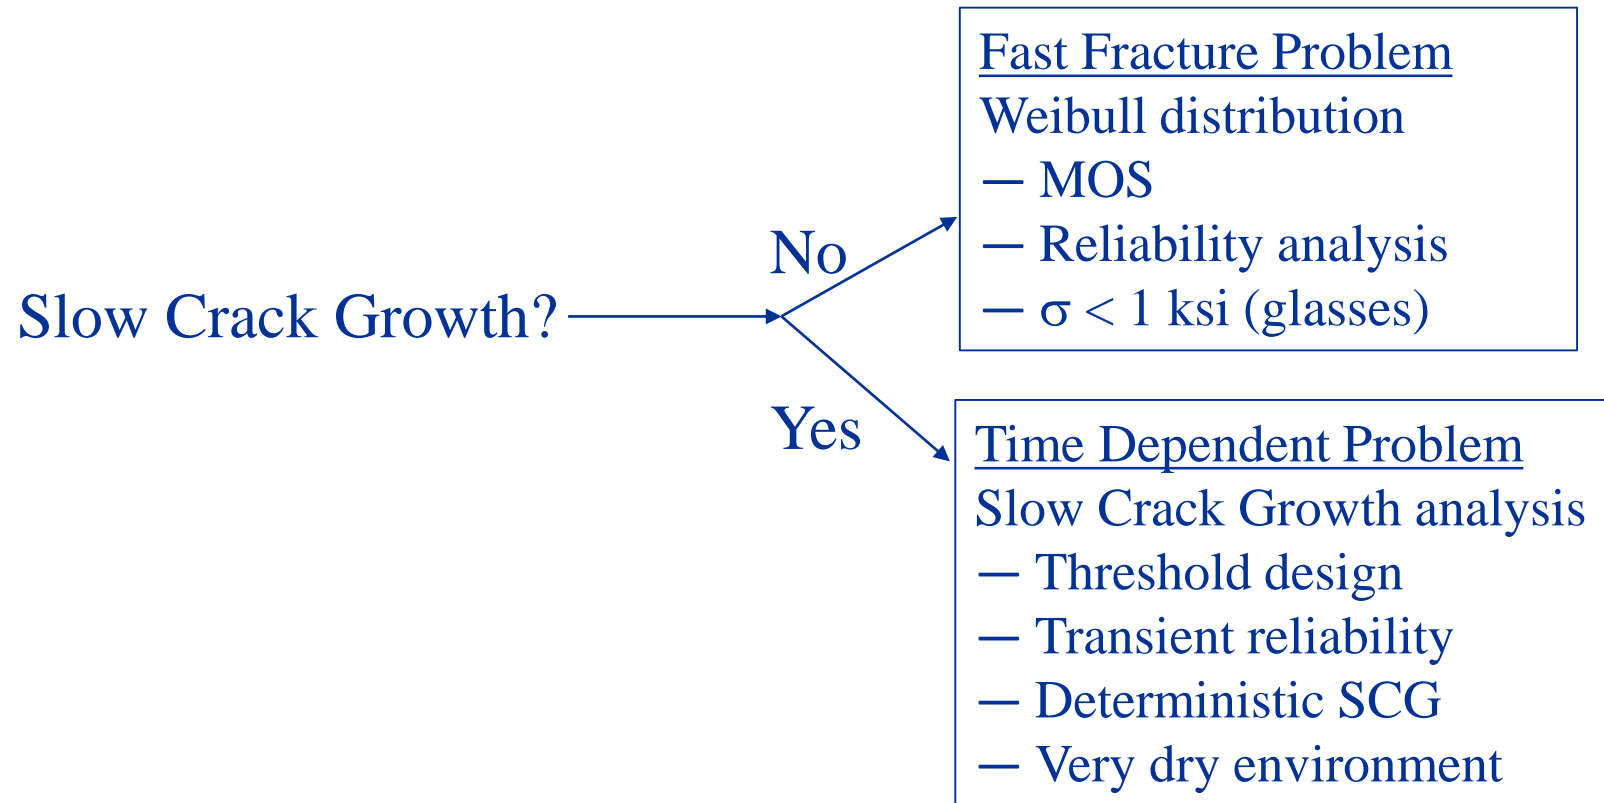 Slow Crack Growth?
No
Yes
Fast Fracture Problem
Weibull distribution
— MOS
— Reliability analysis
— σ < 1 ksi (glasses)
Time Dependent Problem
Slow Crack Growth analysis
— Threshold design
— Transient reliability
— Deterministic SCG
— Very dry environment